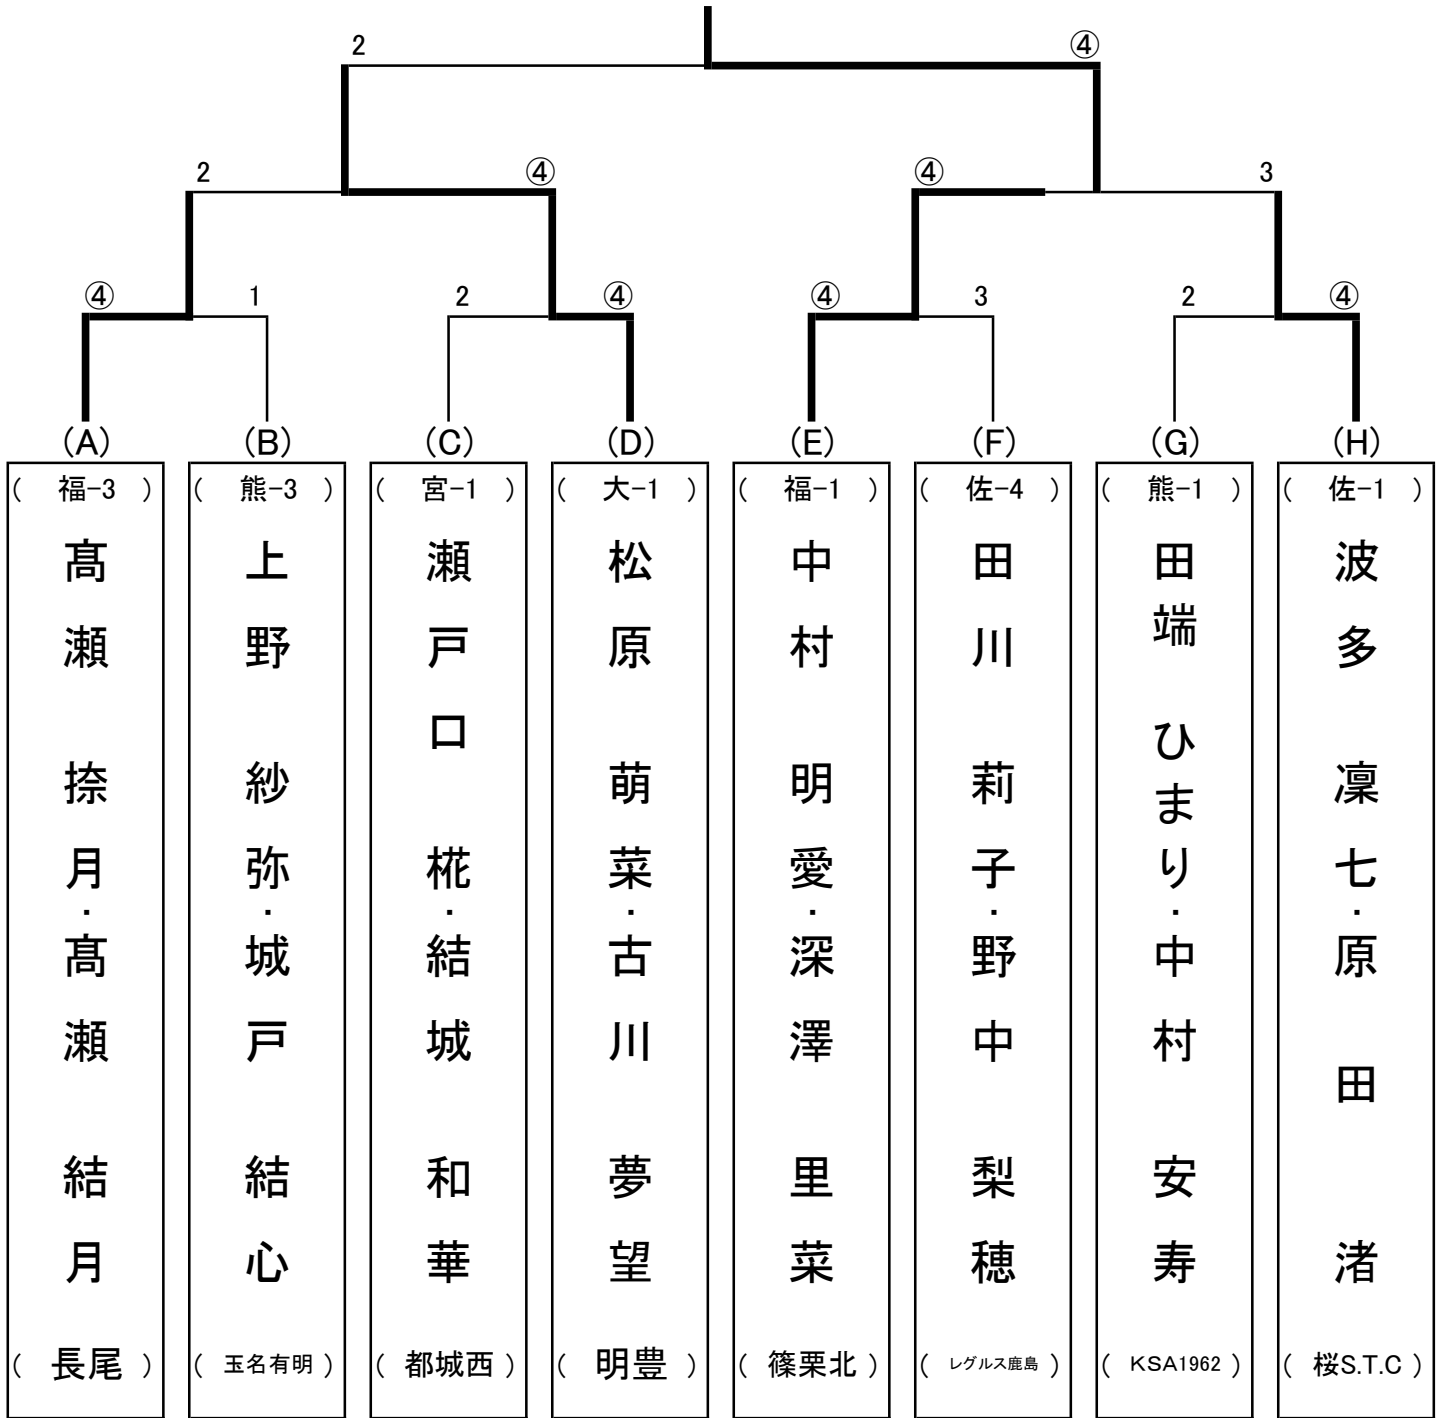 2 ④
2 ④ ④ 3
④ 1 2 ④ ④ 3 2 ④
(A) (B) (C) (D) (E) (F) (G) (H)
( 福-3 )
髙瀬 捺月・髙瀬 結月
( 長尾 )
( 熊-3 )
上野 紗弥・城戸 結心
( 玉名有明 )
( 宮-1 )
瀬戸口 椛・結城 和華
( 都城西 )
( 大-1 )
松原 萌菜・古川 夢望
( 明豊 )
( 福-1 )
中村 明愛・深澤 里菜
( 篠栗北 )
( 佐-4 )
田川 莉子・野中 梨穂
( レグルス鹿島 )
( 熊-1 )
田端 ひまり・中村 安寿
( KSA1962 )
( 佐-1 )
波多 凜七・原田 渚
( 桜S.T.C )